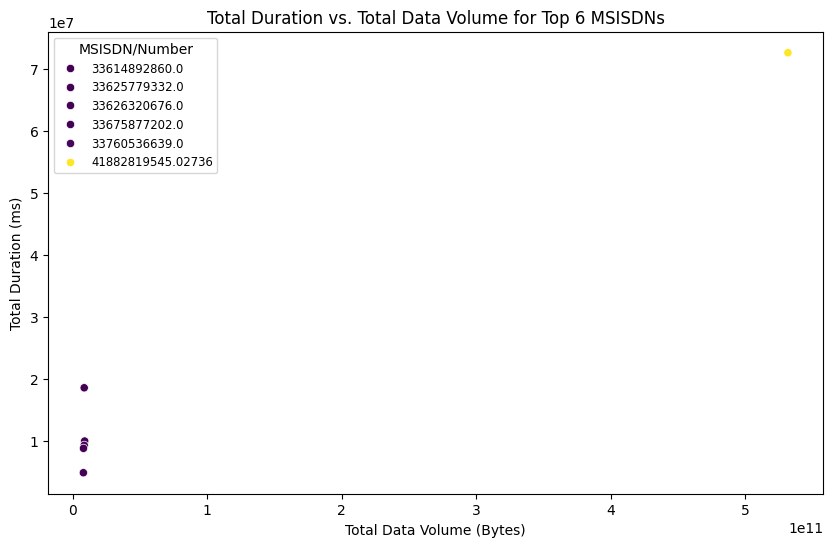 Total Duration vs. Total Data Volume for Top 6 MSISDNs
1e7
MSISDN/Number
33614892860.0
33625779332.0
33626320676.0
33675877202.0
33760536639.0
41882819545.02736
7
6
5
4
3
2
1
Total Duration (ms)
0 1 2 3 4 5
1e11
Total Data Volume (Bytes)